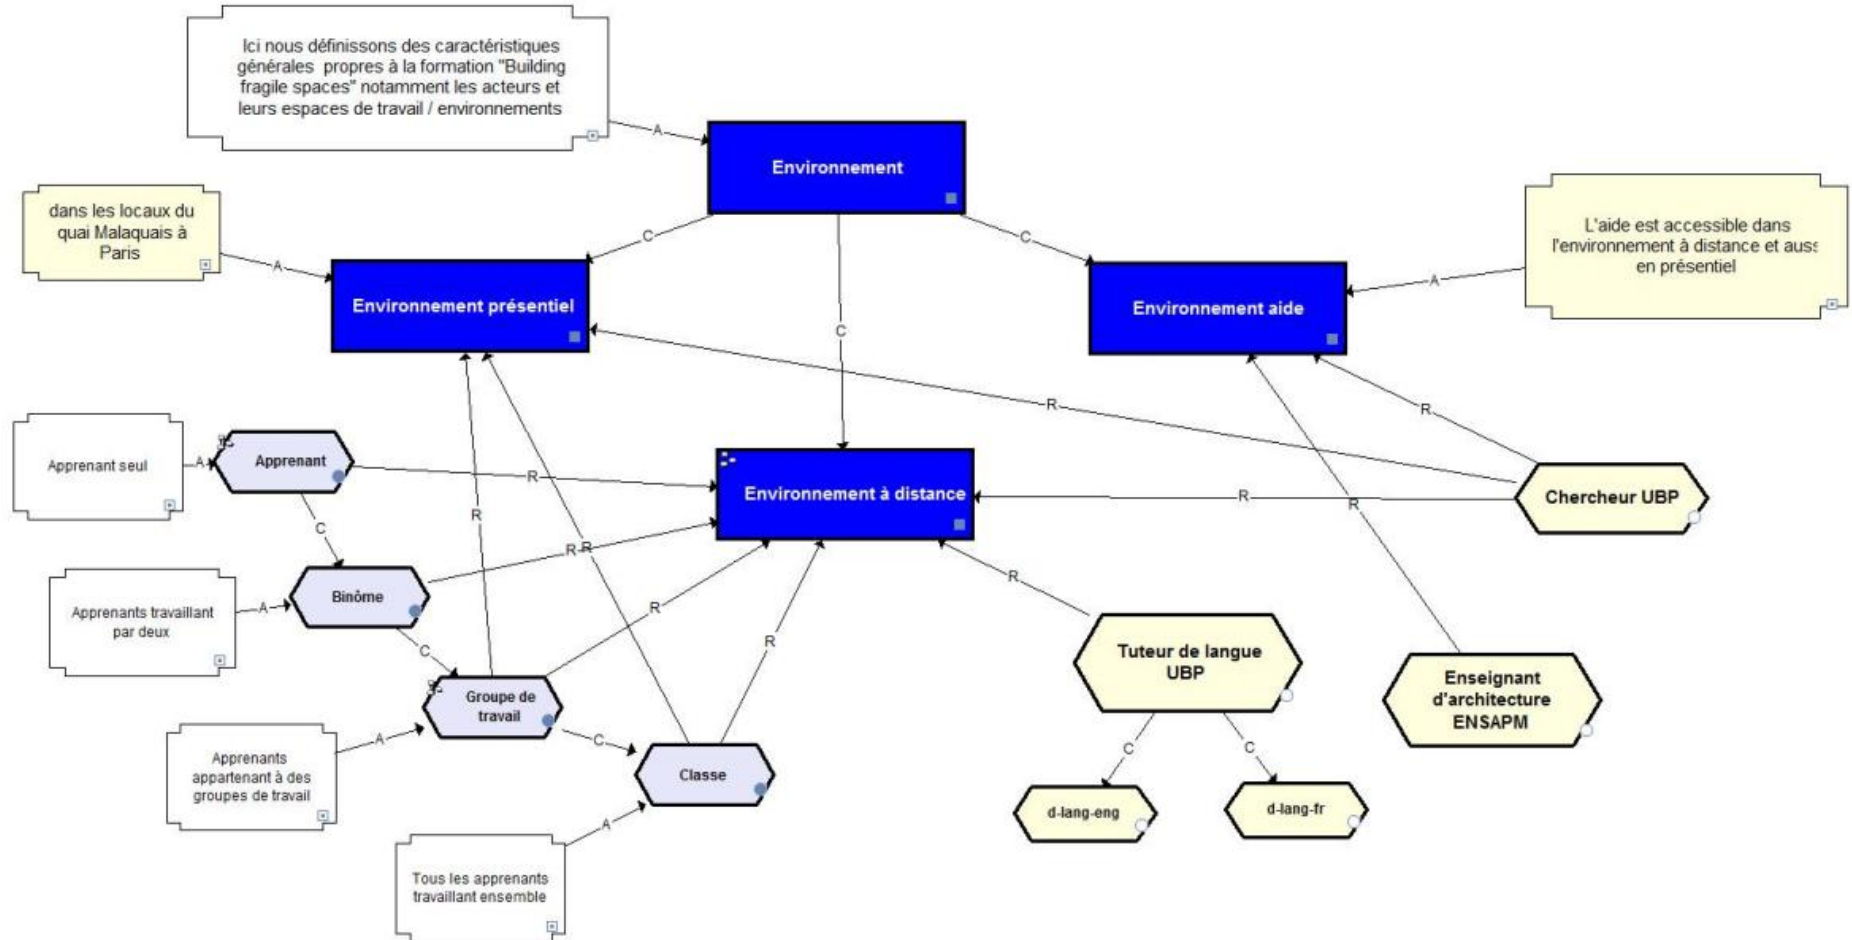 Ici nous définissons des caractéristiques
générales propres à la formation "Building
fragile spaces" notamment les acteurs et
leurs espaces de travail / environnements
A
Environnement
dans les locaux du
quai Malaquais à
Paris
A
C
C
C
L'aide est accessible dans
l'environnement à distance et auss
en présentiel
A
Environnement présentiel
Environnement aide
R
R
Apprenant seul
A
Apprenant
R
Environnement à distance
R
Chercheur UBP
R
C
R
R
R
Apprenants travaillant
par deux
A
Binôme
R
R
C
R
Tuteur de langue
UBP
Enseignant
d'architecture
ENSAPM
Groupe de
travail
Apprenants
appartenant à des
groupes de travail
A
C
Classe
C
C
d-lang-eng
d-lang-fr
Tous les apprenants
travaillant ensemble
A